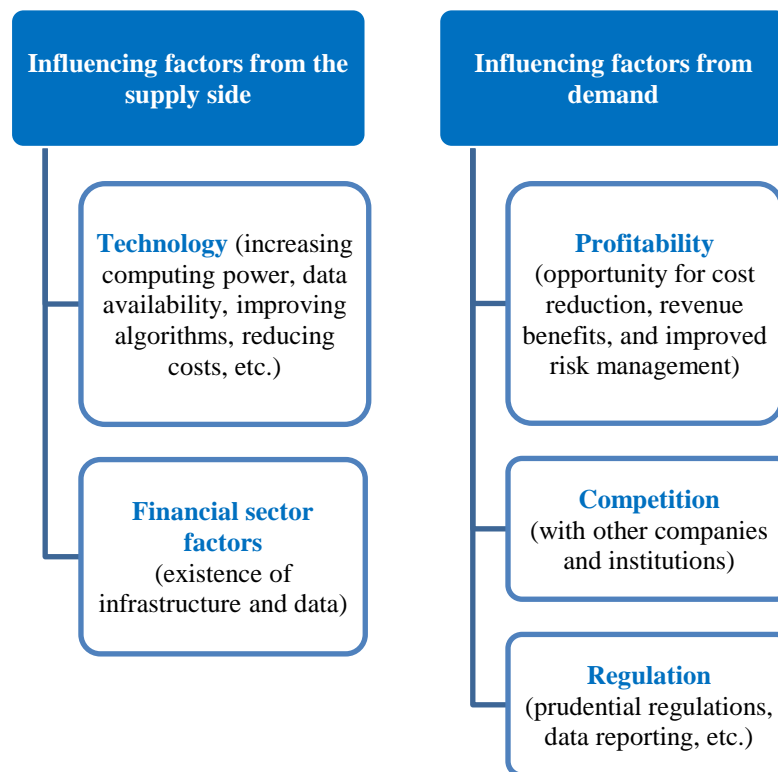 Influencing factors from the
supply side
Technology (increasing
computing power, data
availability, improving
algorithms, reducing
costs, etc.)
Financial sector
factors
(existence of
infrastructure and data)
Influencing factors from
demand
Profitability
(opportunity for cost
reduction, revenue
benefits, and improved
risk management)
Competition
(with other companies
and institutions)
Regulation
(prudential regulations,
data reporting, etc.)